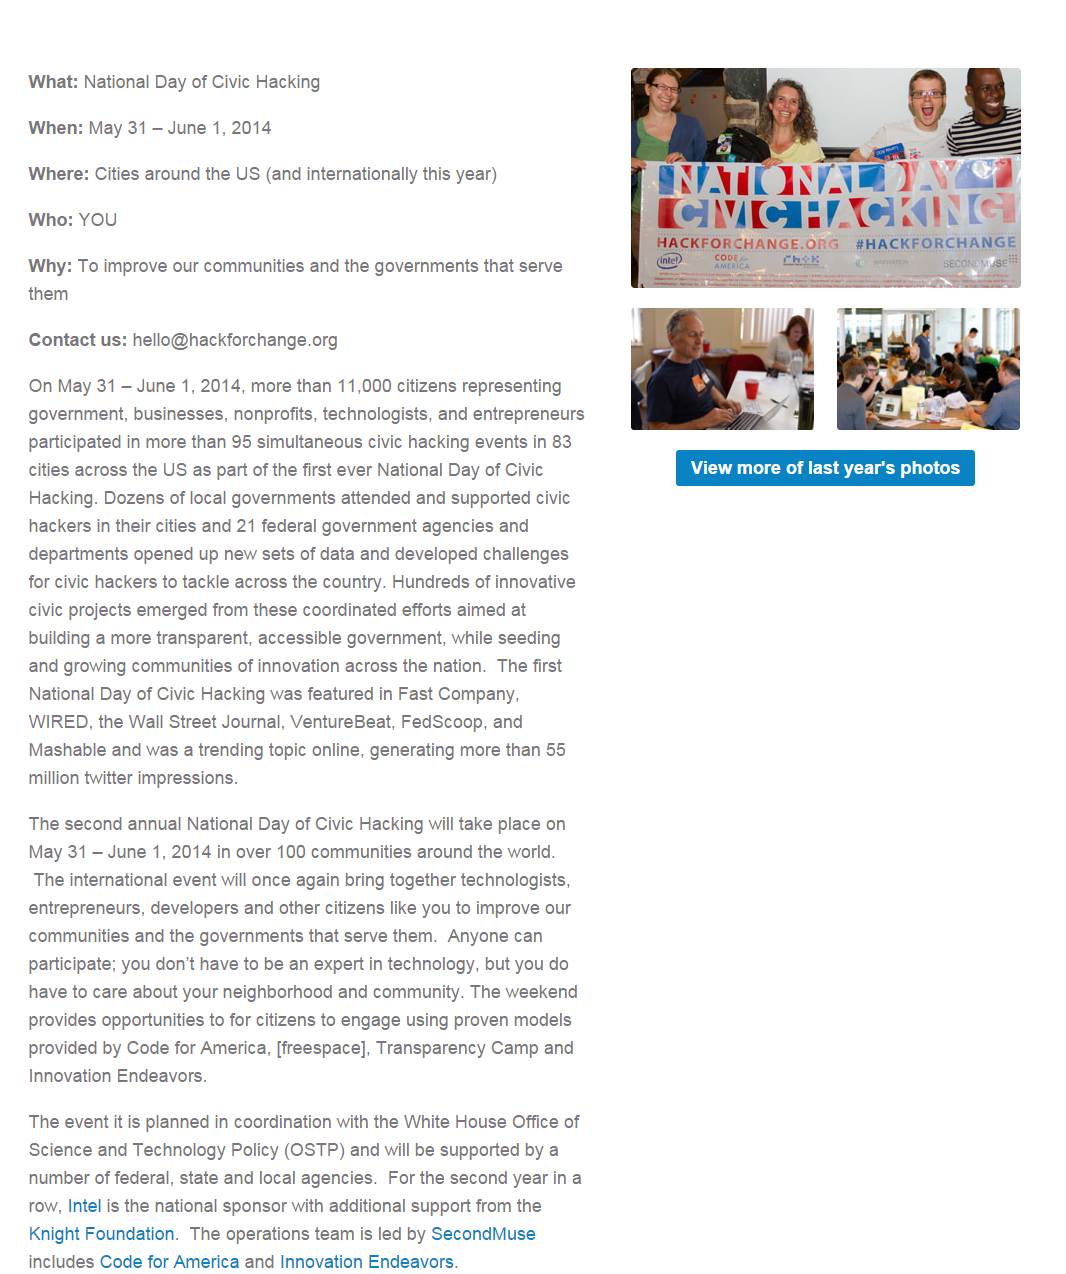 What: National Day of Civic Hacking
When: May 31 – June 1, 2014
Where: Cities around the US (and internationally this year)
Who: YOU
Why: To improve our communities and the governments that serve
them
Contact us: hello@hackforchange.org
On May 31 – June 1, 2014, more than 11,000 citizens representing
government, businesses, nonprofits, technologists, and entrepreneurs
participated in more than 95 simultaneous civic hacking events in 83
cities across the US as part of the first ever National Day of Civic
Hacking. Dozens of local governments attended and supported civic
hackers in their cities and 21 federal government agencies and
departments opened up new sets of data and developed challenges
for civic hackers to tackle across the country. Hundreds of innovative
civic projects emerged from these coordinated efforts aimed at
building a more transparent, accessible government, while seeding
and growing communities of innovation across the nation.  The first
National Day of Civic Hacking was featured in Fast Company,
WIRED, the Wall Street Journal, VentureBeat, FedScoop, and
Mashable and was a trending topic online, generating more than 55
million twitter impressions.
The second annual National Day of Civic Hacking will take place on
May 31 – June 1, 2014 in over 100 communities around the world.
The international event will once again bring together technologists,
entrepreneurs, developers and other citizens like you to improve our
communities and the governments that serve them.  Anyone can
participate; you don't have to be an expert in technology, but you do
have to care about your neighborhood and community. The weekend
provides opportunities to for citizens to engage using proven models
provided by Code for America, [freespace], Transparency Camp and
Innovation Endeavors.
The event it is planned in coordination with the White House Office of
Science and Technology Policy (OSTP) and will be supported by a
number of federal, state and local agencies.  For the second year in a
row, Intel is the national sponsor with additional support from the
Knight Foundation.  The operations team is led by SecondMuse
includes Code for America and Innovation Endeavors.
NATIONAL DAY
CIVIC HACKING
HACKFORCHANGE.ORG #HACKFORCHANGE
intel CODE for AMERICA INNOVATION SECONDMUSE
View more of last year's photos